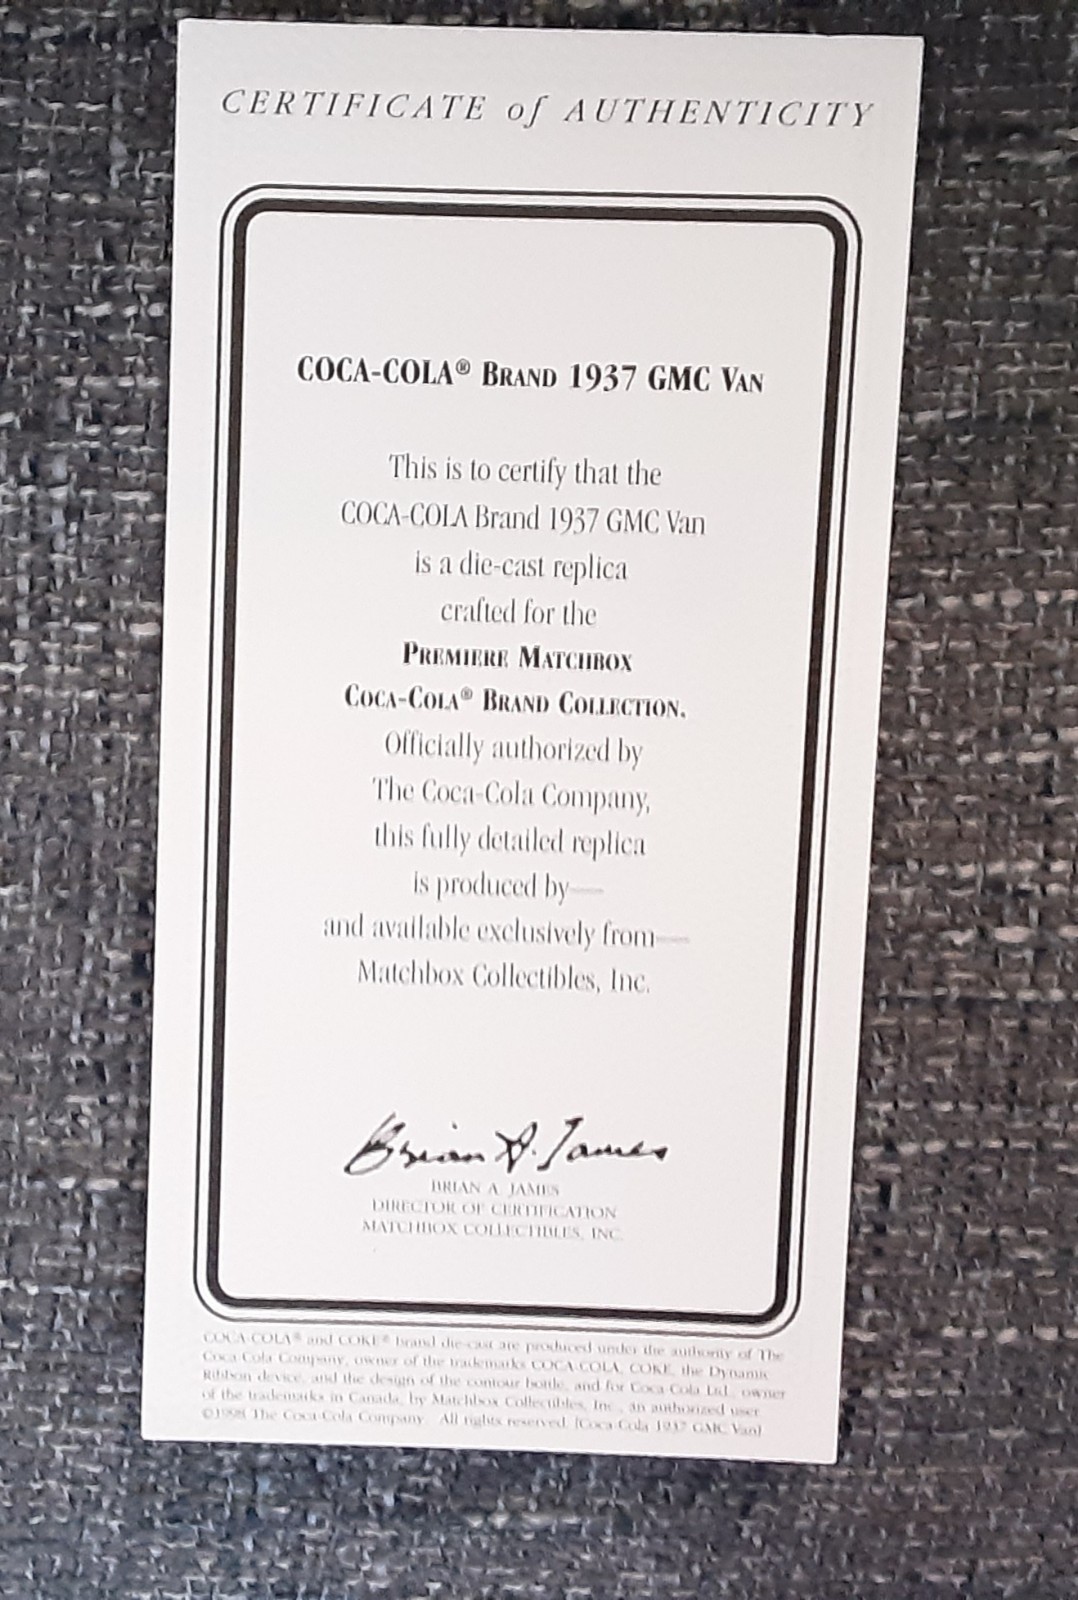 CERTIFICATE of AUTHENTICITY
COCA-COLA® BRAND 1937 GMC VAN
This is to certify that the
COCA-COLA Brand 1937 GMC Van
is a die-cast replica
crafted for the
PREMIERE MATCHBOX
COCA-COLA® BRAND COLLECTION.
Officially authorized by
The Coca-Cola Company,
this fully detailed replica
is produced by—
and available exclusively from—
Matchbox Collectibles, Inc.
Brian A. James
BRIAN A. JAMES
DIRECTOR OF CERTIFICATION
MATCHBOX COLLECTIBLES, INC.
COCA-COLA® and COKE® brand die-cast are produced under the authority of The
Coca-Cola Company, owner of the trademarks COCA-COLA, COKE, the Dynamic
Ribbon device, and the design of the contour bottle, and for Coca-Cola Ltd., owner
of the trademarks in Canada, by Matchbox Collectibles, Inc., an authorized user.
©1998 The Coca-Cola Company. All rights reserved. [Coca-Cola 1937 GMC Van]